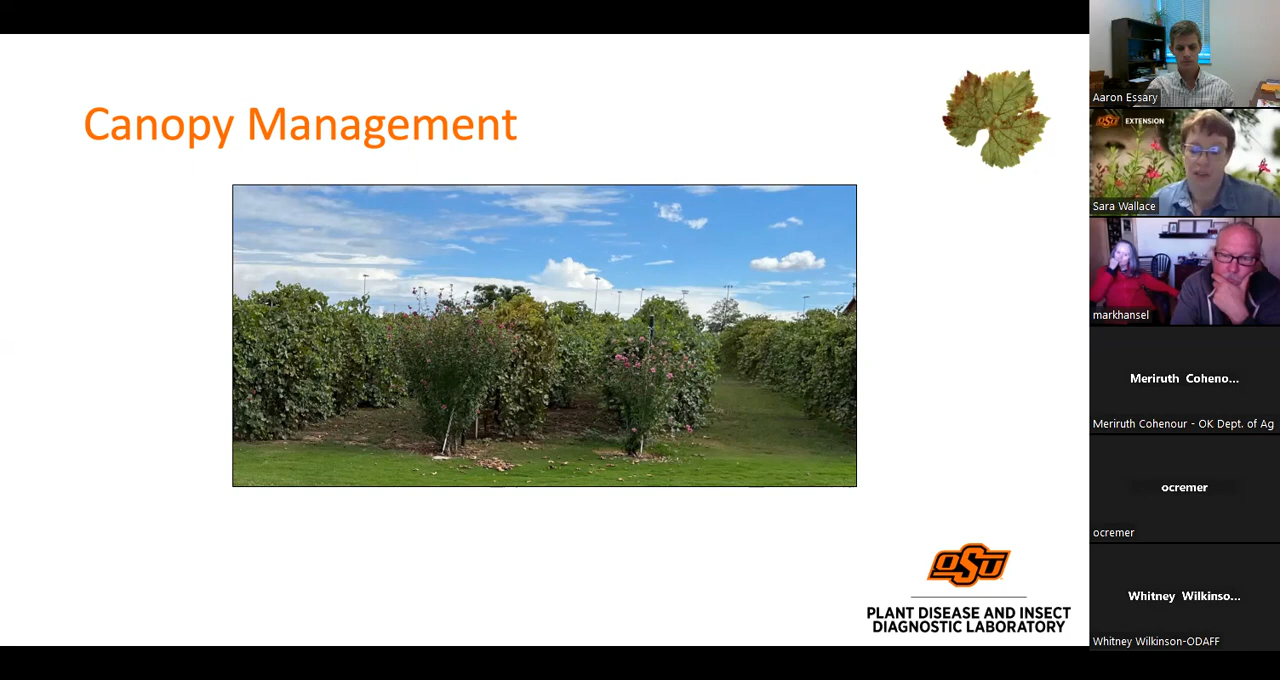 Canopy Management
OSU
PLANT DISEASE AND INSECT
DIAGNOSTIC LABORATORY
Aaron Essary
OSU EXTENSION
Sara Wallace
markhansel
Meriruth Coheno...
Meriruth Cohenour - OK Dept. of Ag
ocremer
ocremer
Whitney Wilkinso...
Whitney Wilkinson-ODAFF